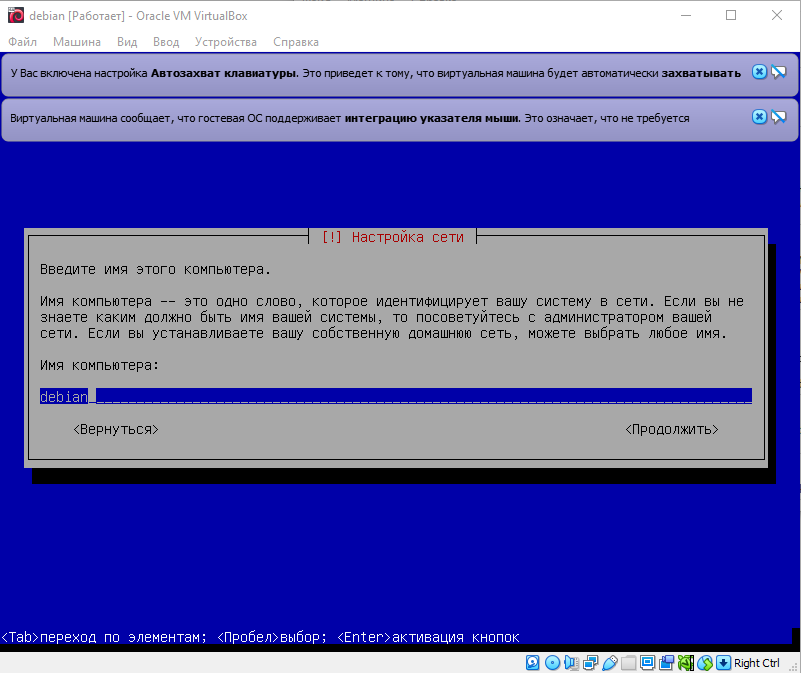 debian [Работает] - Oracle VM VirtualBox
Файл Машина Вид Ввод Устройства Справка
У Вас включена настройка Автозахват клавиатуры. Это приведет к тому, что виртуальная машина будет автоматически захватывать
Виртуальная машина сообщает, что гостевая ОС поддерживает интеграцию указателя мыши. Это означает, что не требуется
[!] Настройка сети
Введите имя этого компьютера.
Имя компьютера -- это одно слово, которое идентифицирует вашу систему в сети. Если вы не
знаете каким должно быть имя вашей системы, то посоветуйтесь с администратором вашей
сети. Если вы устанавливаете вашу собственную домашнюю сеть, можете выбрать любое имя.
Имя компьютера:
debian
<Вернуться> <Продолжить>
<Tab>переход по элементам; <Пробел>выбор; <Enter>активация кнопок
Right Ctrl